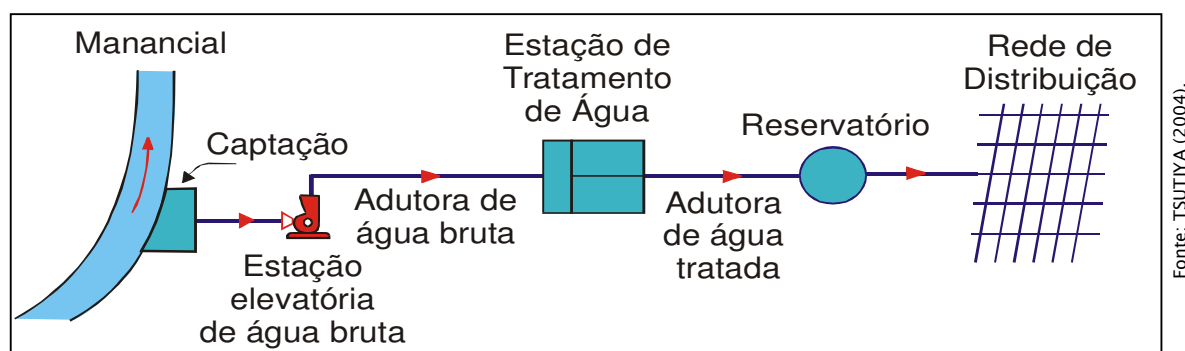 Manancial
Captação
Estação
elevatória
de água bruta
Adutora de
água bruta
Estação de
Tratamento
de Água
Adutora
de água
tratada
Reservatório
Rede de
Distribuição
Fonte: TSUTIYA (2004).